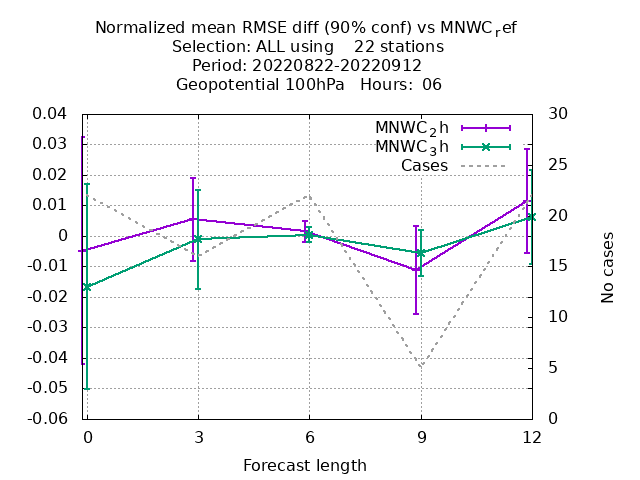 Normalized mean RMSE diff (90% conf) vs MNWCref
Selection: ALL using 22 stations
Period: 20220822-20220912
Geopotential 100hPa Hours: 06
MNWC2h
MNWC3h
Cases
0.04
0.03
0.02
0.01
0
-0.01
-0.02
-0.03
-0.04
-0.05
-0.06
30
25
20
15
10
5
0
No cases
0 3 6 9 12
Forecast length